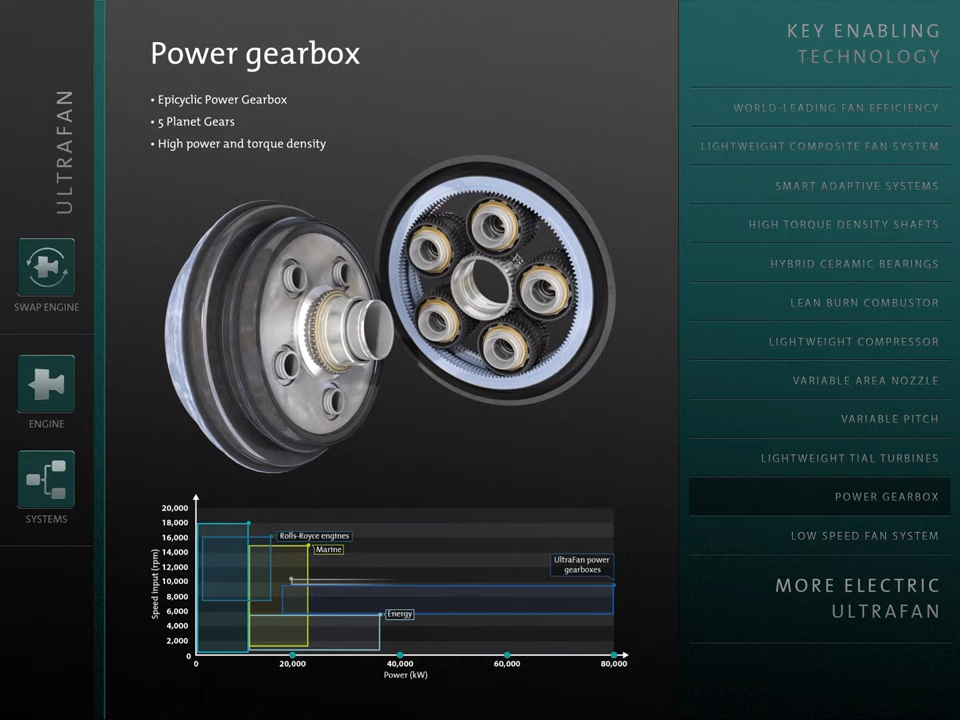 ULTRAFAN
SWAP ENGINE
ENGINE
SYSTEMS
Power gearbox
• Epicyclic Power Gearbox
• 5 Planet Gears
• High power and torque density
20,000
18,000
16,000
14,000
12,000
10,000
8,000
6,000
4,000
2,000
0
Speed Input (rpm)
Rolls-Royce engines
Marine
UltraFan power
gearboxes
Energy
0
20,000
40,000
60,000
80,000
Power (kW)
KEY ENABLING
TECHNOLOGY
WORLD-LEADING FAN EFFICIENCY
LIGHTWEIGHT COMPOSITE FAN SYSTEM
SMART ADAPTIVE SYSTEMS
HIGH TORQUE DENSITY SHAFTS
HYBRID CERAMIC BEARINGS
LEAN BURN COMBUSTOR
LIGHTWEIGHT COMPRESSOR
VARIABLE AREA NOZZLE
VARIABLE PITCH
LIGHTWEIGHT TIAL TURBINES
POWER GEARBOX
LOW SPEED FAN SYSTEM
MORE ELECTRIC
ULTRAFAN